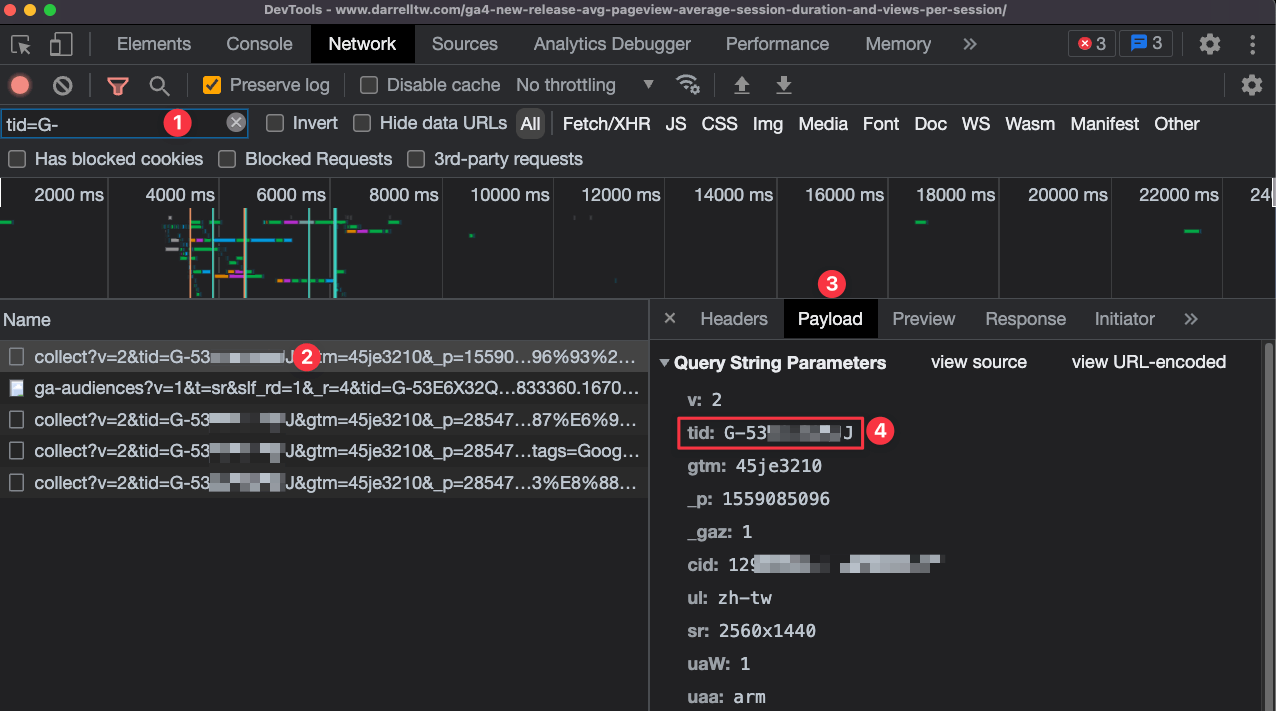 DevTools - www.darrelltw.com/ga4-new-release-avg-pageview-average-session-duration-and-views-per-session/
Elements Console Network Sources Analytics Debugger Performance Memory » 3 3
Preserve log Disable cache No throttling
tid=G- 1 Invert Hide data URLs All Fetch/XHR JS CSS Img Media Font Doc WS Wasm Manifest Other
Has blocked cookies Blocked Requests 3rd-party requests
2000 ms 4000 ms 6000 ms 8000 ms 10000 ms 12000 ms 14000 ms 16000 ms 18000 ms 20000 ms 22000 ms 240
3
Name
Headers Payload Preview Response Initiator »
collect?v=2&tid=G-53 J 2 &gtm=45je3210&_p=15590…96%93%2…
ga-audiences?v=1&t=sr&slf_rd=1&_r=4&tid=G-53E6X32Q…833360.1670…
collect?v=2&tid=G-53 J&gtm=45je3210&_p=28547…87%E6%9…
collect?v=2&tid=G-53 J&gtm=45je3210&_p=28547…tags=Goog…
collect?v=2&tid=G-53 J&gtm=45je3210&_p=28547…3%E8%88…
Query String Parameters view source view URL-encoded
v: 2
tid: G-53 J 4
gtm: 45je3210
_p: 1559085096
_gaz: 1
cid: 129
ul: zh-tw
sr: 2560x1440
uaW: 1
uaa: arm